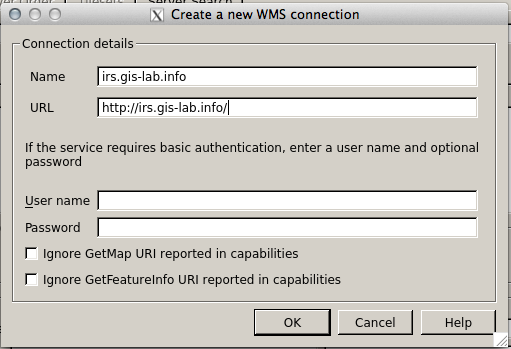 Server Search
Create a new WMS connection
Connection details
Name
irs.gis-lab.info
URL
http://irs.gis-lab.info/
If the service requires basic authentication, enter a user name and optional
password
User name
Password
Ignore GetMap URI reported in capabilities
Ignore GetFeatureInfo URI reported in capabilities
OK
Cancel
Help